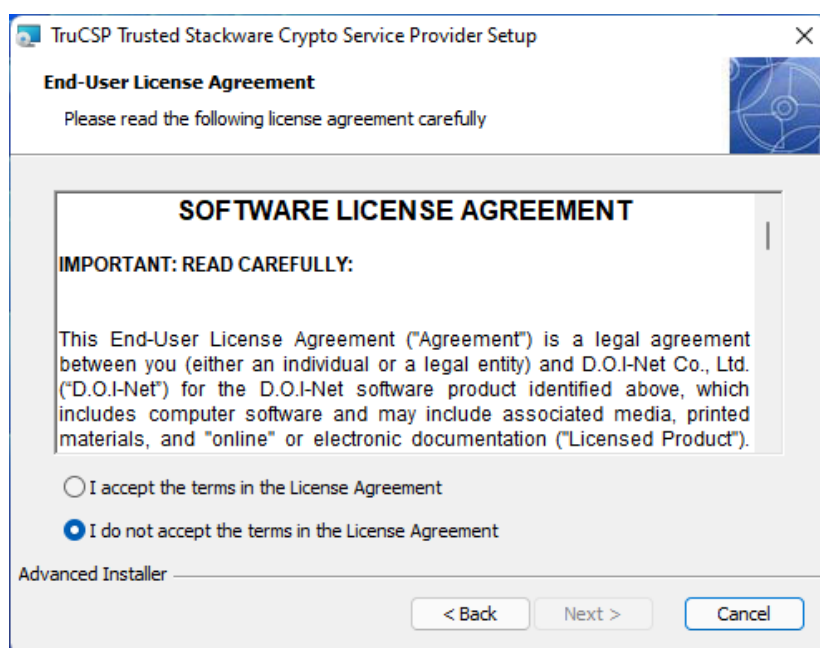 TruCSP Trusted Stackware Crypto Service Provider Setup
End-User License Agreement
Please read the following license agreement carefully
SOFTWARE LICENSE AGREEMENT
IMPORTANT: READ CAREFULLY:
This End-User License Agreement ("Agreement") is a legal agreement
between you (either an individual or a legal entity) and D.O.I-Net Co., Ltd.
(“D.O.I-Net”) for the D.O.I-Net software product identified above, which
includes computer software and may include associated media, printed
materials, and "online" or electronic documentation ("Licensed Product").
I accept the terms in the License Agreement
I do not accept the terms in the License Agreement
Advanced Installer
< Back Next > Cancel